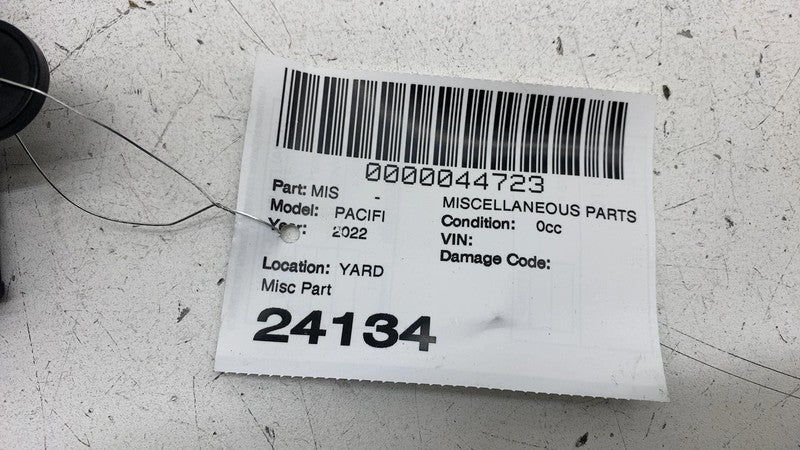 0000044723
Part: MIS - MISCELLANEOUS PARTS
Model: PACIFI Condition: 0cc
Year: 2022 VIN:
Damage Code:
Location: YARD
Misc Part
24134